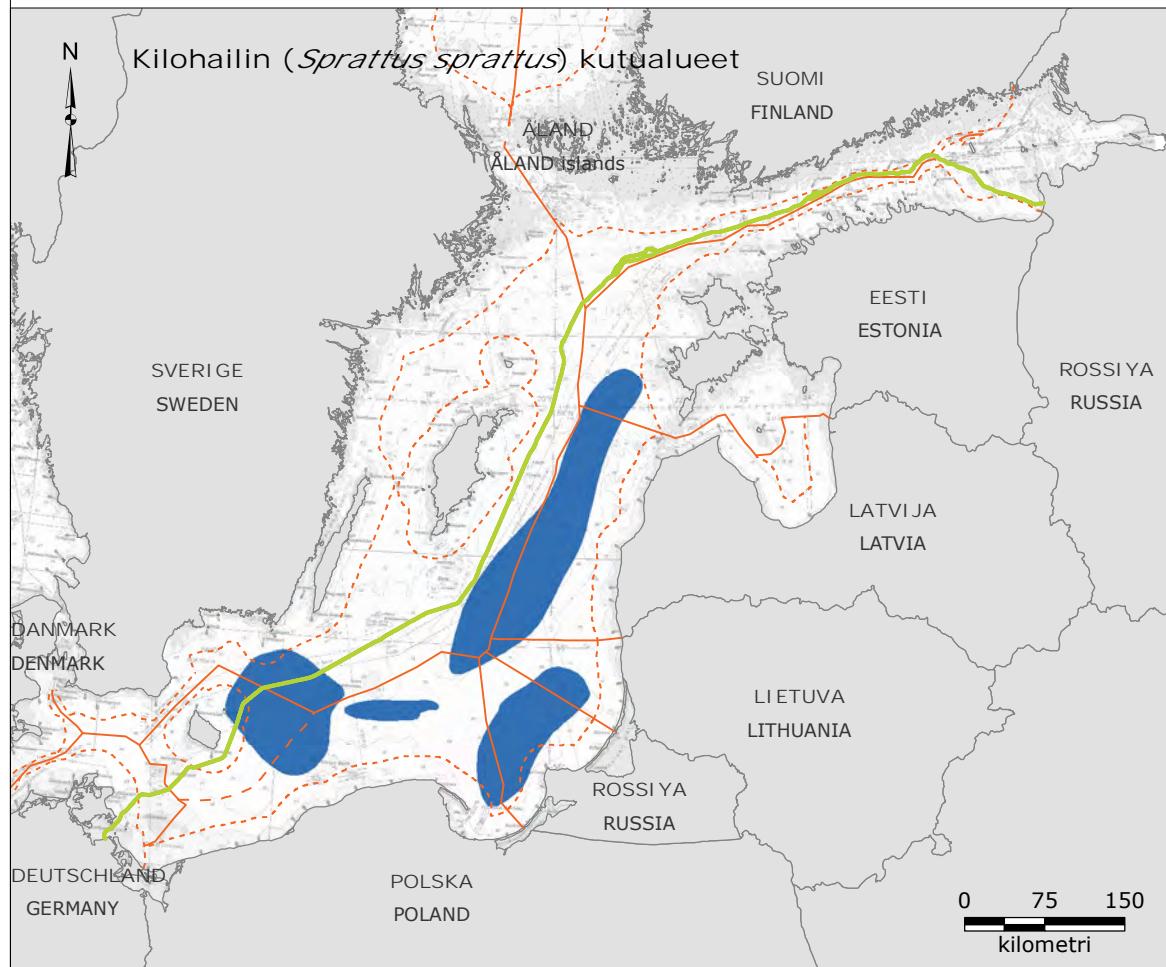 N
Kilohailin (Sprattus sprattus) kutualueet
SUOMI
FINLAND
ÅLAND
ÅLAND islands
EESTI
ESTONIA
SVERIGE
SWEDEN
ROSSIYA
RUSSIA
LATVIJA
LATVIA
DANMARK
DENMARK
LIETUVA
LITHUANIA
ROSSIYA
RUSSIA
DEUTSCHLAND
GERMANY
POLSKA
POLAND
0 75 150
kilometri